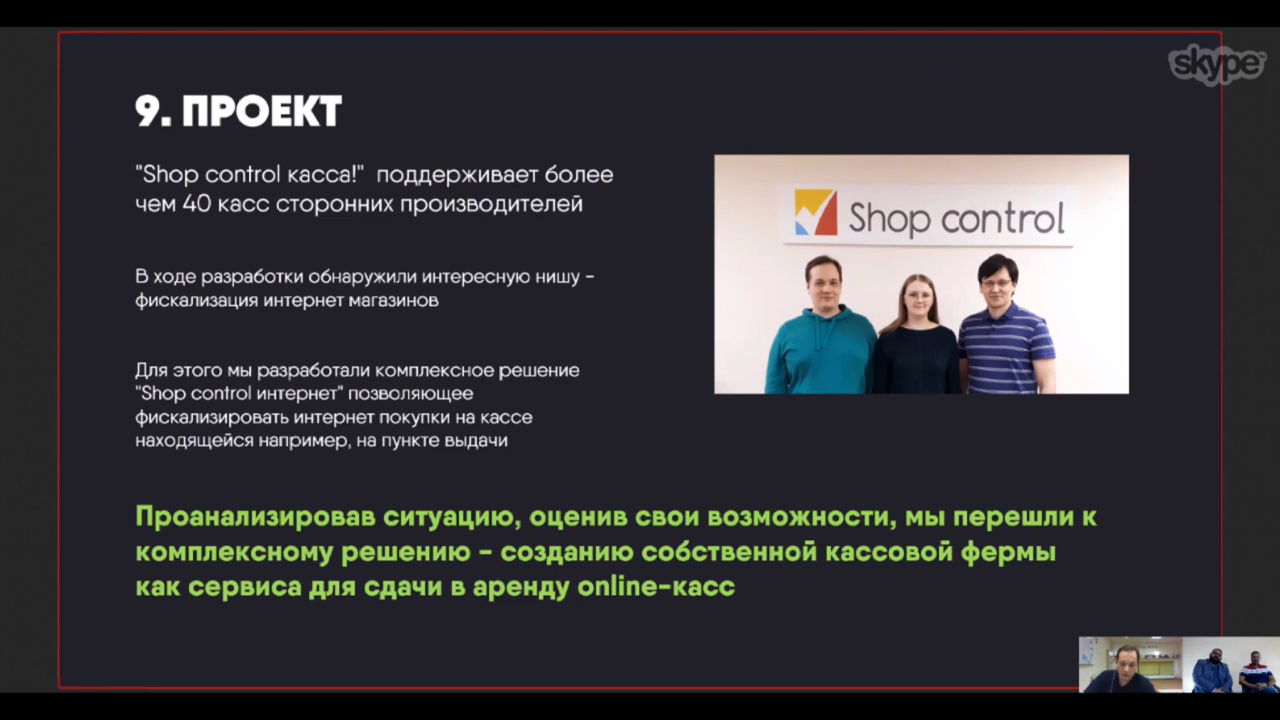 skype
9. ПРОЕКТ
"Shop control касса!" поддерживает более
чем 40 касс сторонних производителей
Shop control
В ходе разработки обнаружили интересную нишу -
фискализация интернет магазинов
Для этого мы разработали комплексное решение
"Shop control интернет" позволяющее
фискализировать интернет покупки на кассе
находящейся например, на пункте выдачи
Проанализировав ситуацию, оценив свои возможности, мы перешли к
комплексному решению - созданию собственной кассовой фермы
как сервиса для сдачи в аренду online-касс